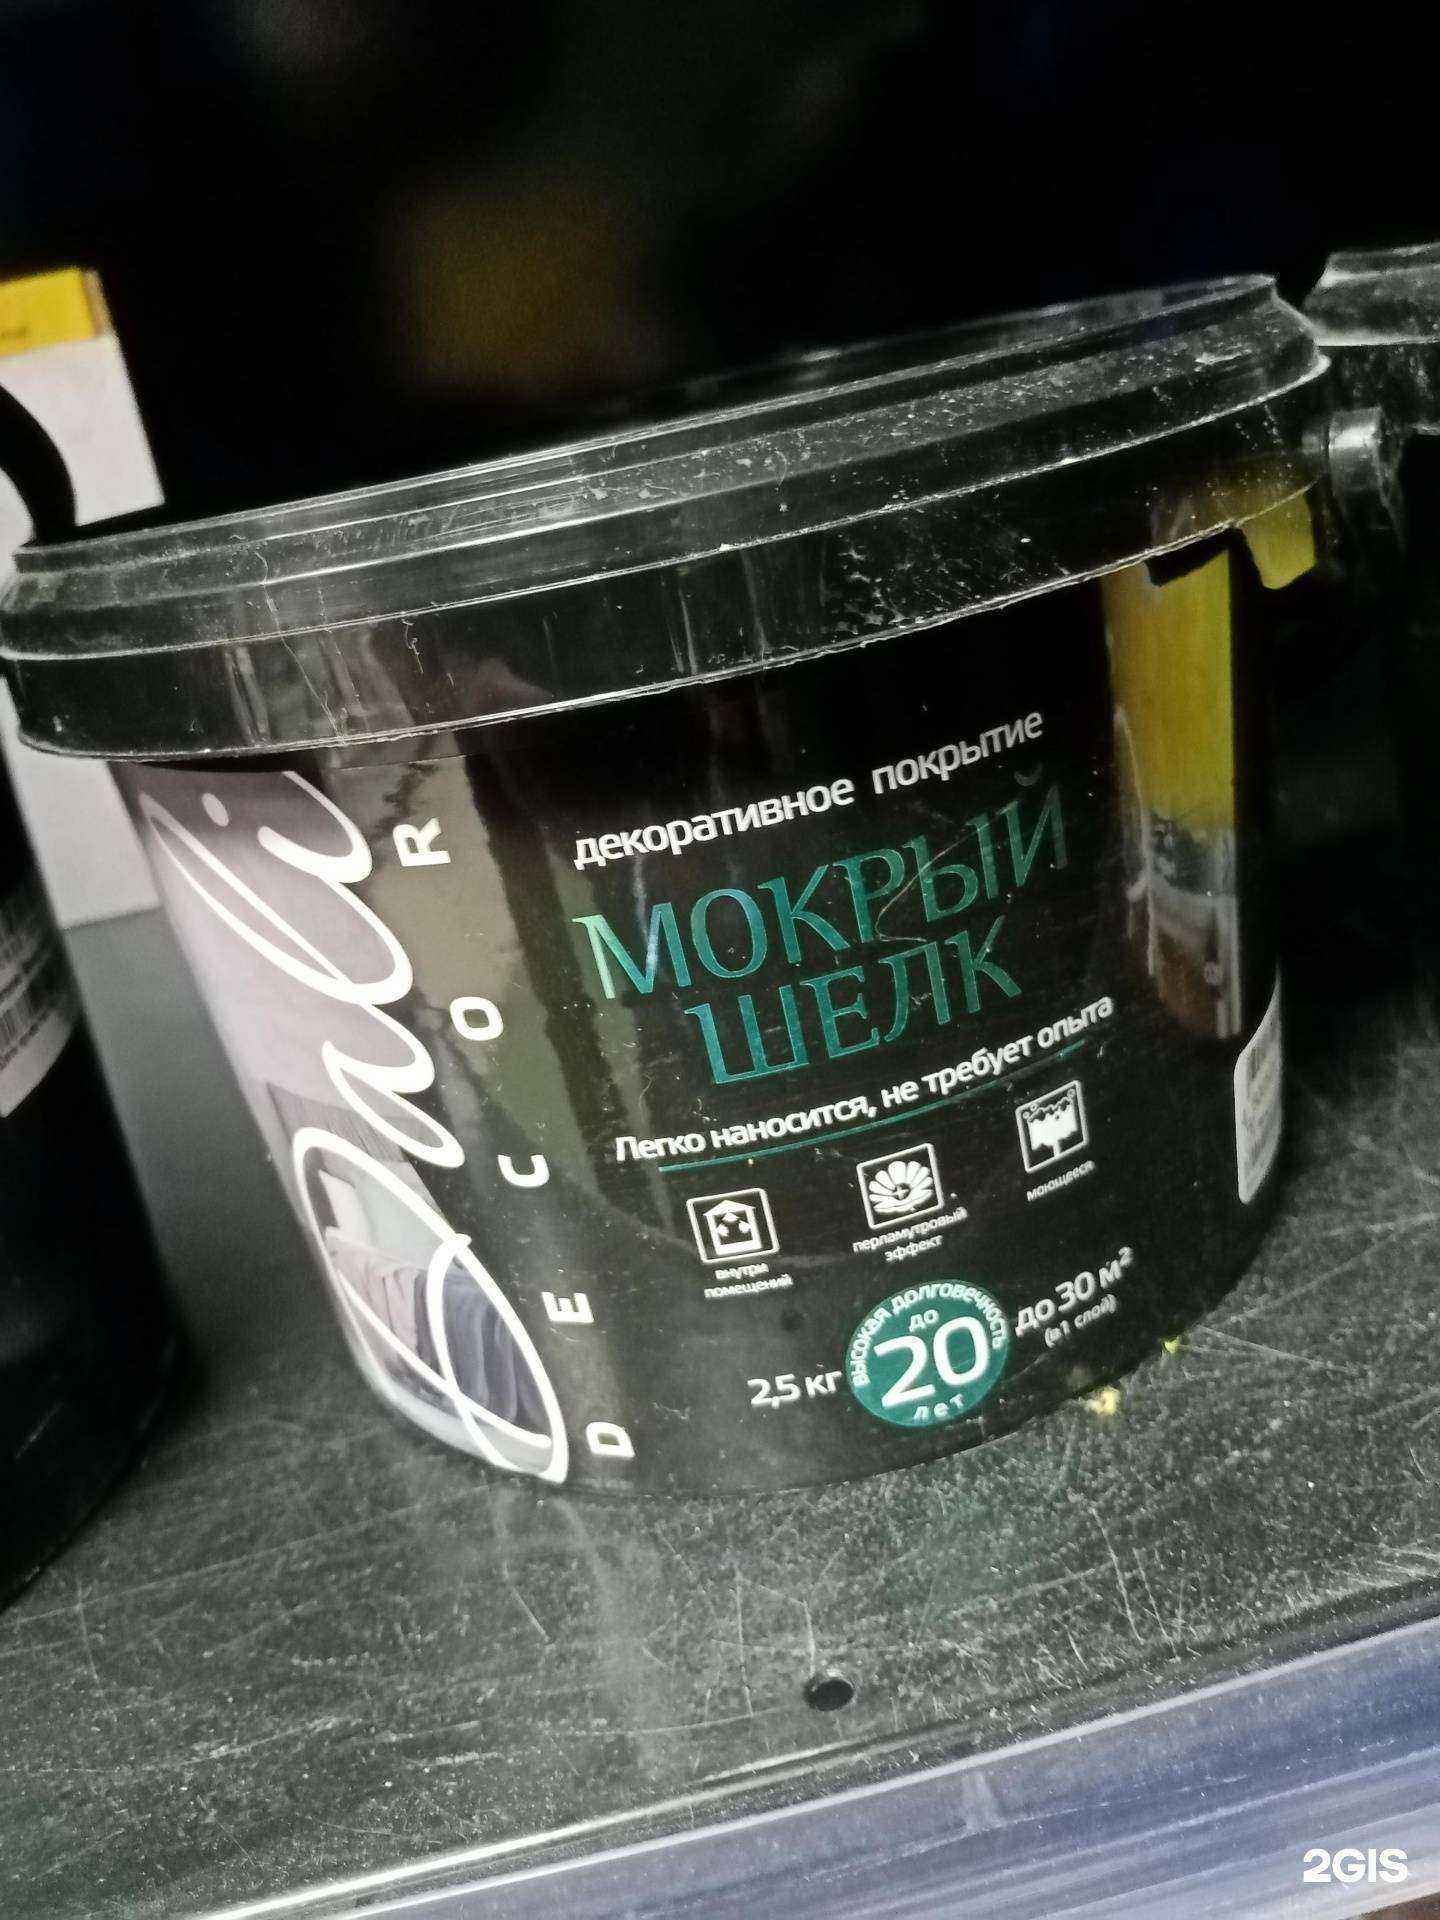 Dali
DECOR
декоративное покрытие
МОКРЫЙ
ШЕЛК
Легко наносится, не требует опыта
внутри
помещений
перламутровый
эффект
моющееся
2,5 кг
высокая долговечность
до
20
лет
до 30 м²
(в 1 слой)
2GIS